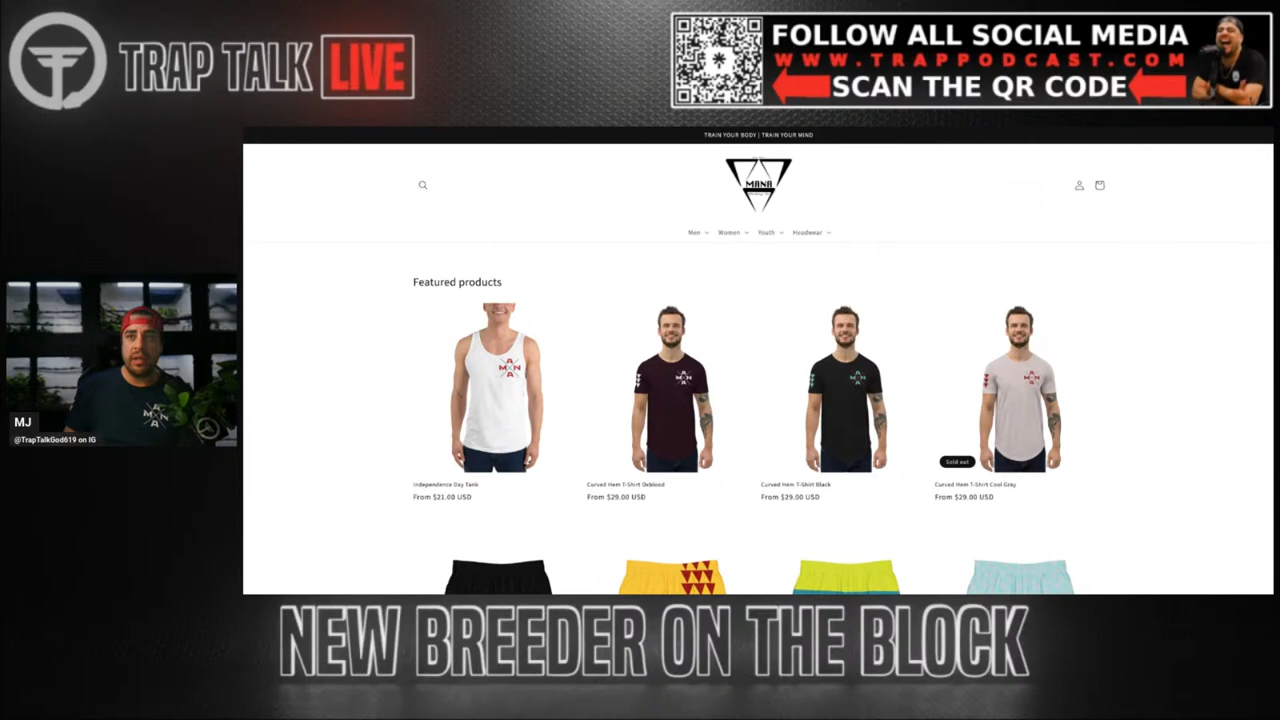 TRAP TALK LIVE
FOLLOW ALL SOCIAL MEDIA
WWW.TRAPPODCAST.COM
SCAN THE QR CODE
TRAIN YOUR BODY | TRAIN YOUR MIND
MANA
Men
Women
Youth
Headwear
Featured products
Sold out
Independence Day Tank
Curved Hem T-Shirt Oxblood
Curved Hem T-Shirt Black
Curved Hem T-Shirt Cool Gray
From $21.00 USD
From $29.00 USD
From $29.00 USD
From $29.00 USD
MJ
@TrapTalkGod619 on IG
NEW BREEDER ON THE BLOCK